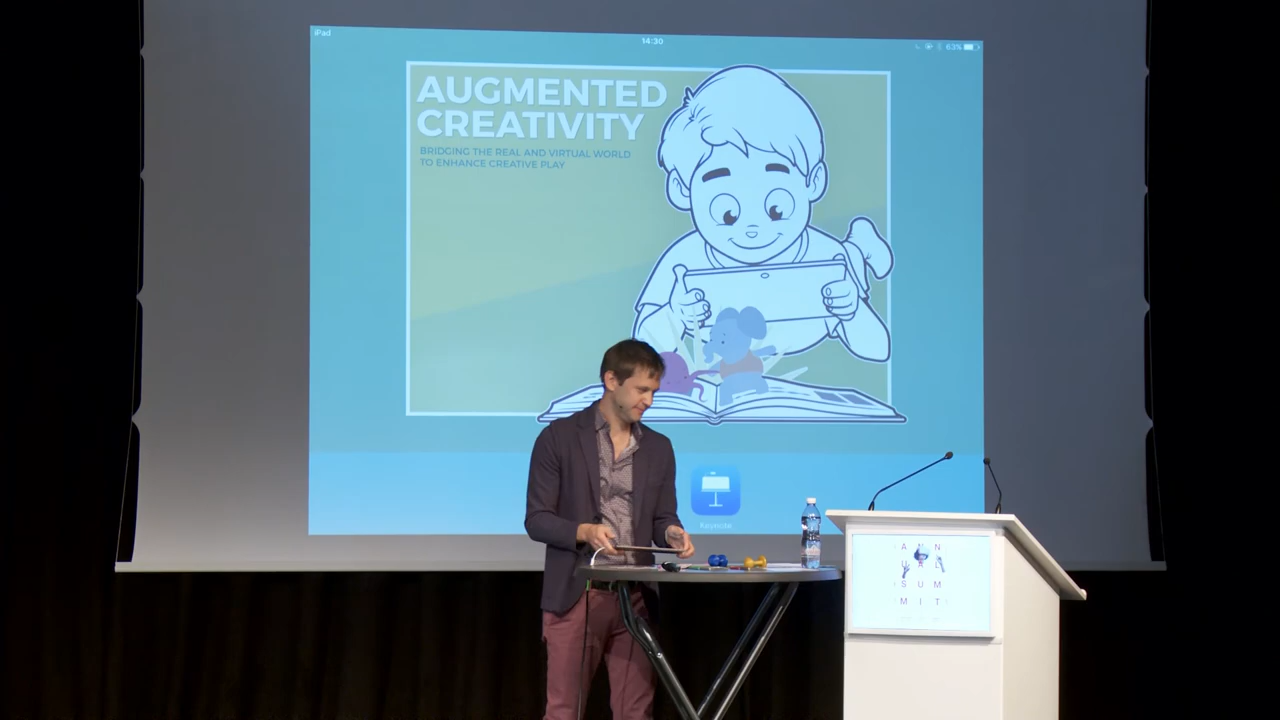 iPad
14:30
63%
AUGMENTED
CREATIVITY
BRIDGING THE REAL AND VIRTUAL WORLD
TO ENHANCE CREATIVE PLAY
Keynote
A N N
U A L
S U M
M I T